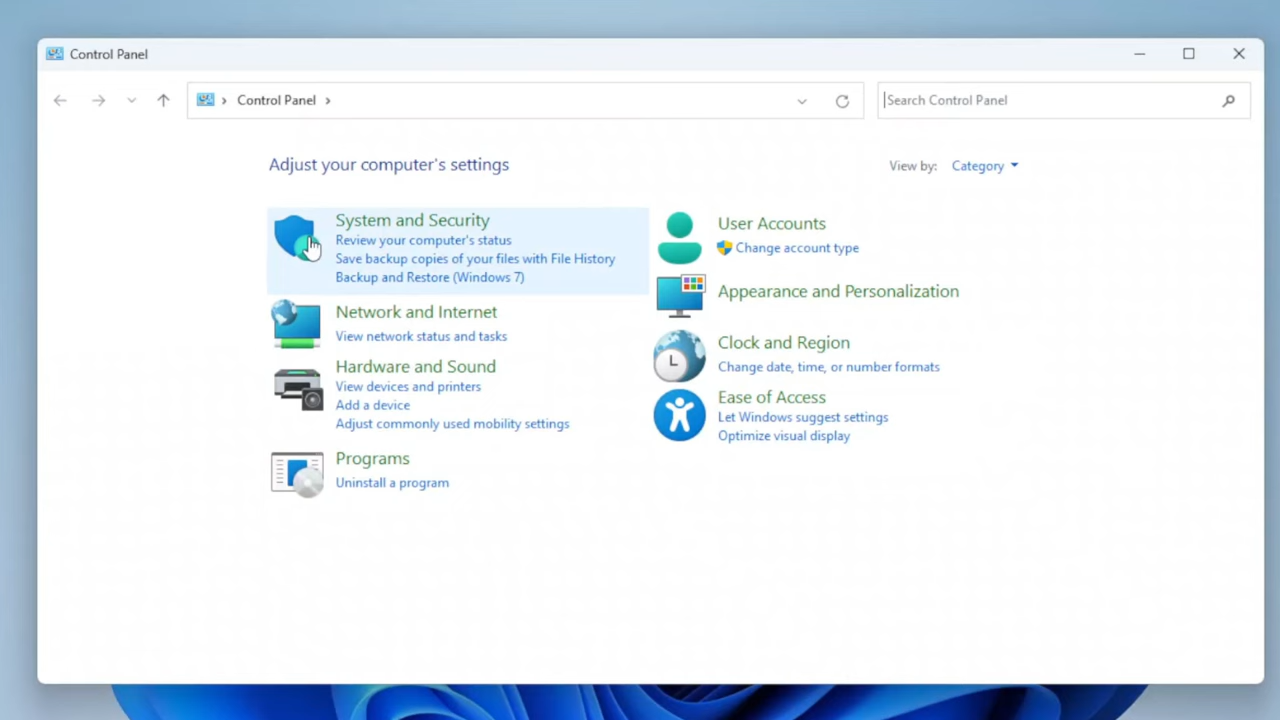 Control Panel
Control Panel
Search Control Panel
Adjust your computer's settings
View by: Category
System and Security
Review your computer's status
Save backup copies of your files with File History
Backup and Restore (Windows 7)
Network and Internet
View network status and tasks
Hardware and Sound
View devices and printers
Add a device
Adjust commonly used mobility settings
Programs
Uninstall a program
User Accounts
Change account type
Appearance and Personalization
Clock and Region
Change date, time, or number formats
Ease of Access
Let Windows suggest settings
Optimize visual display